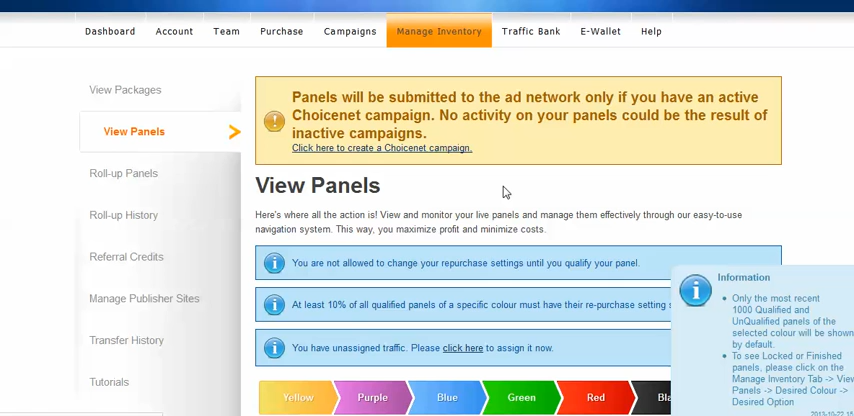 Dashboard Account Team Purchase Campaigns Manage Inventory Traffic Bank E-Wallet Help
View Packages
View Panels
Roll-up Panels
Roll-up History
Referral Credits
Manage Publisher Sites
Transfer History
Tutorials
Panels will be submitted to the ad network only if you have an active
Choicenet campaign. No activity on your panels could be the result of
inactive campaigns.
Click here to create a Choicenet campaign.
View Panels
Here's where all the action is! View and monitor your live panels and manage them effectively through our easy-to-use
navigation system. This way, you maximize profit and minimize costs.
You are not allowed to change your repurchase settings until you qualify your panel.
At least 10% of all qualified panels of a specific colour must have their re-purchase setting s
You have unassigned traffic. Please click here to assign it now.
Yellow Purple Blue Green Red Bla
Information
Only the most recent
1000 Qualified and
UnQualified panels of the
selected colour will be shown
by default.
To see Locked or Finished
panels, please click on the
Manage Inventory Tab -> View
Panels -> Desired Colour ->
Desired Option